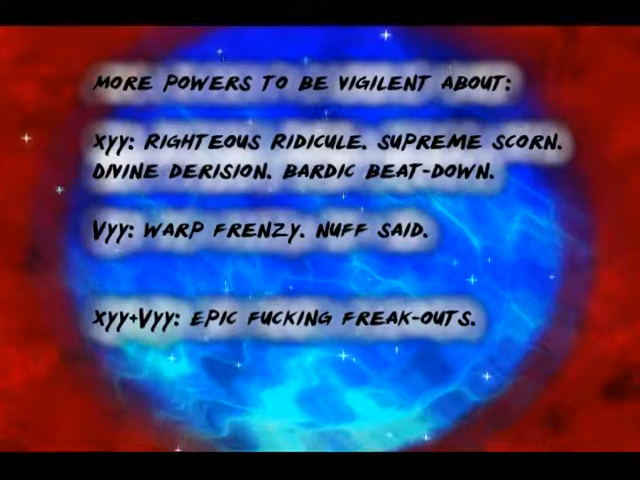 MORE POWERS TO BE VIGILENT ABOUT:
XYY: RIGHTEOUS RIDICULE. SUPREME SCORN.
DIVINE DERISION. BARDIC BEAT-DOWN.
VYY: WARP FRENZY. NUFF SAID.
XYY+VYY: EPIC FUCKING FREAK-OUTS.